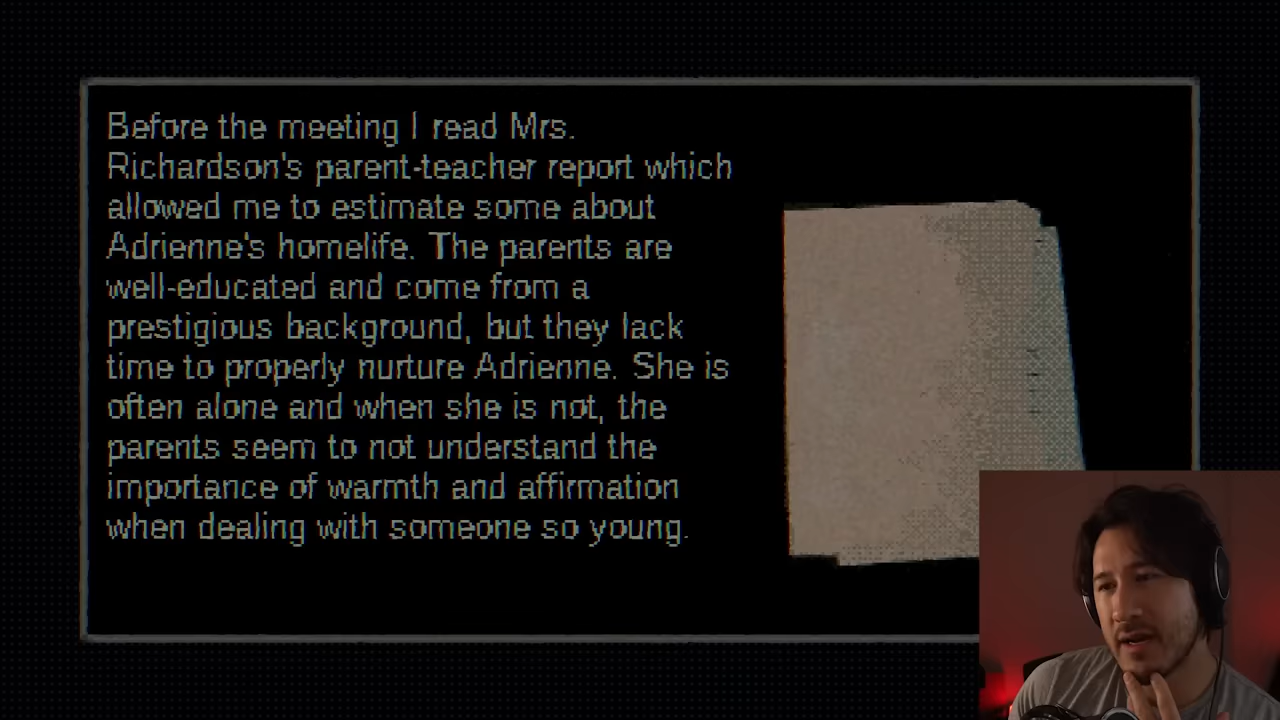 Before the meeting I read Mrs.
Richardson's parent-teacher report which
allowed me to estimate some about
Adrienne's homelife. The parents are
well-educated and come from a
prestigious background, but they lack
time to properly nurture Adrienne. She is
often alone and when she is not, the
parents seem to not understand the
importance of warmth and affirmation
when dealing with someone so young.